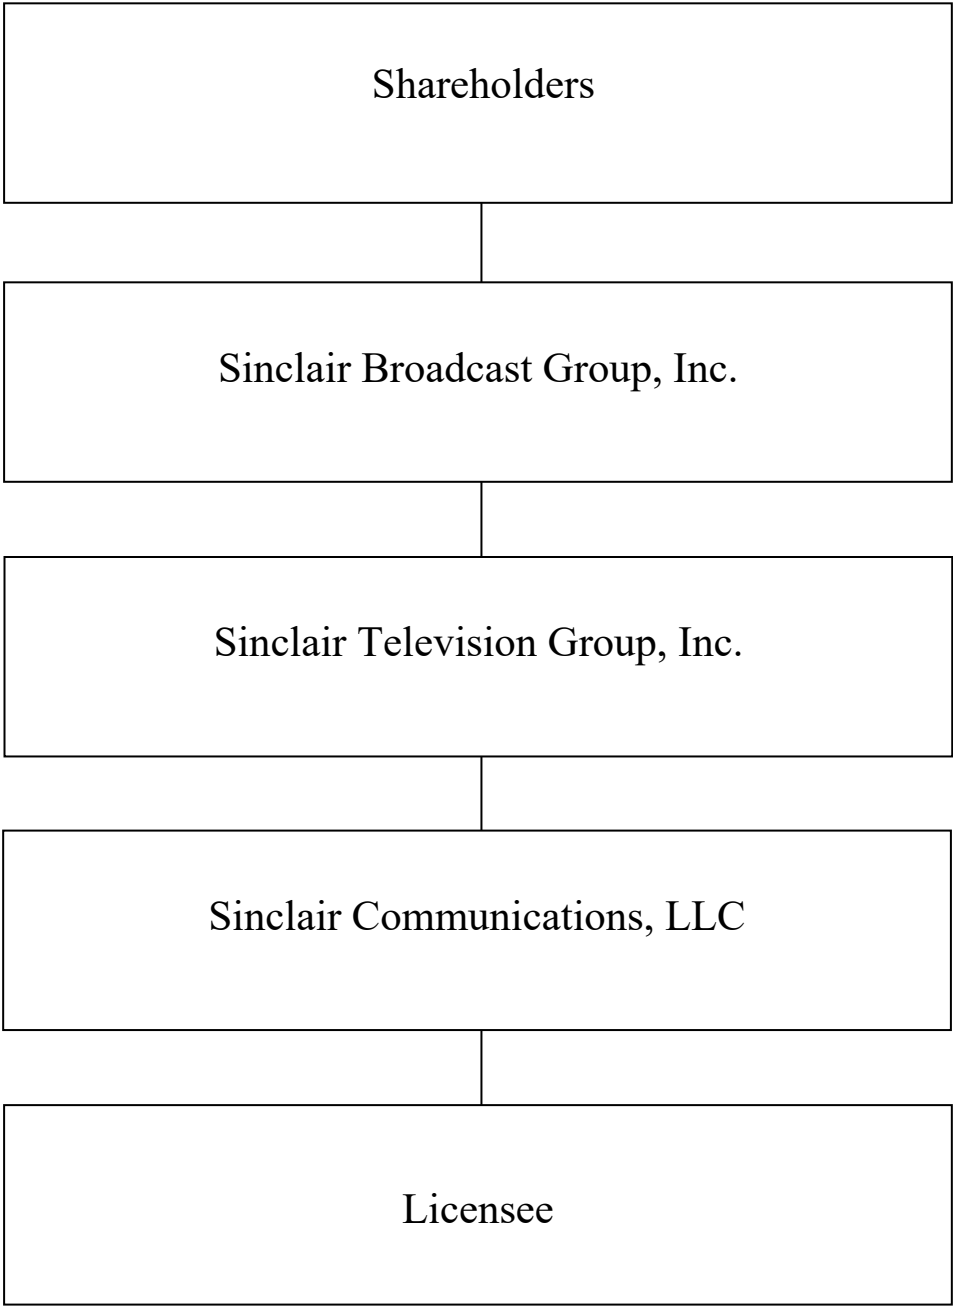 Shareholders
Sinclair Broadcast Group, Inc.
Sinclair Television Group, Inc.
Sinclair Communications, LLC
Licensee